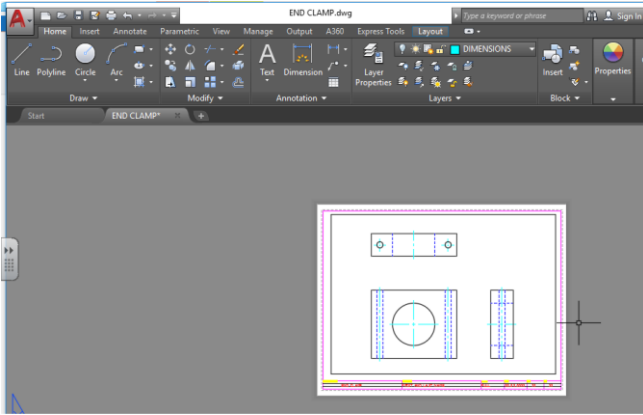 A END CLAMP.dwg Type a keyword or phrase Sign In
Home Insert Annotate Parametric View Manage Output A360 Express Tools Layout
DIMENSIONS
Line Polyline Circle Arc A Text Dimension Layer Properties Insert Properties
Draw Modify Annotation Layers Block
Start END CLAMP*